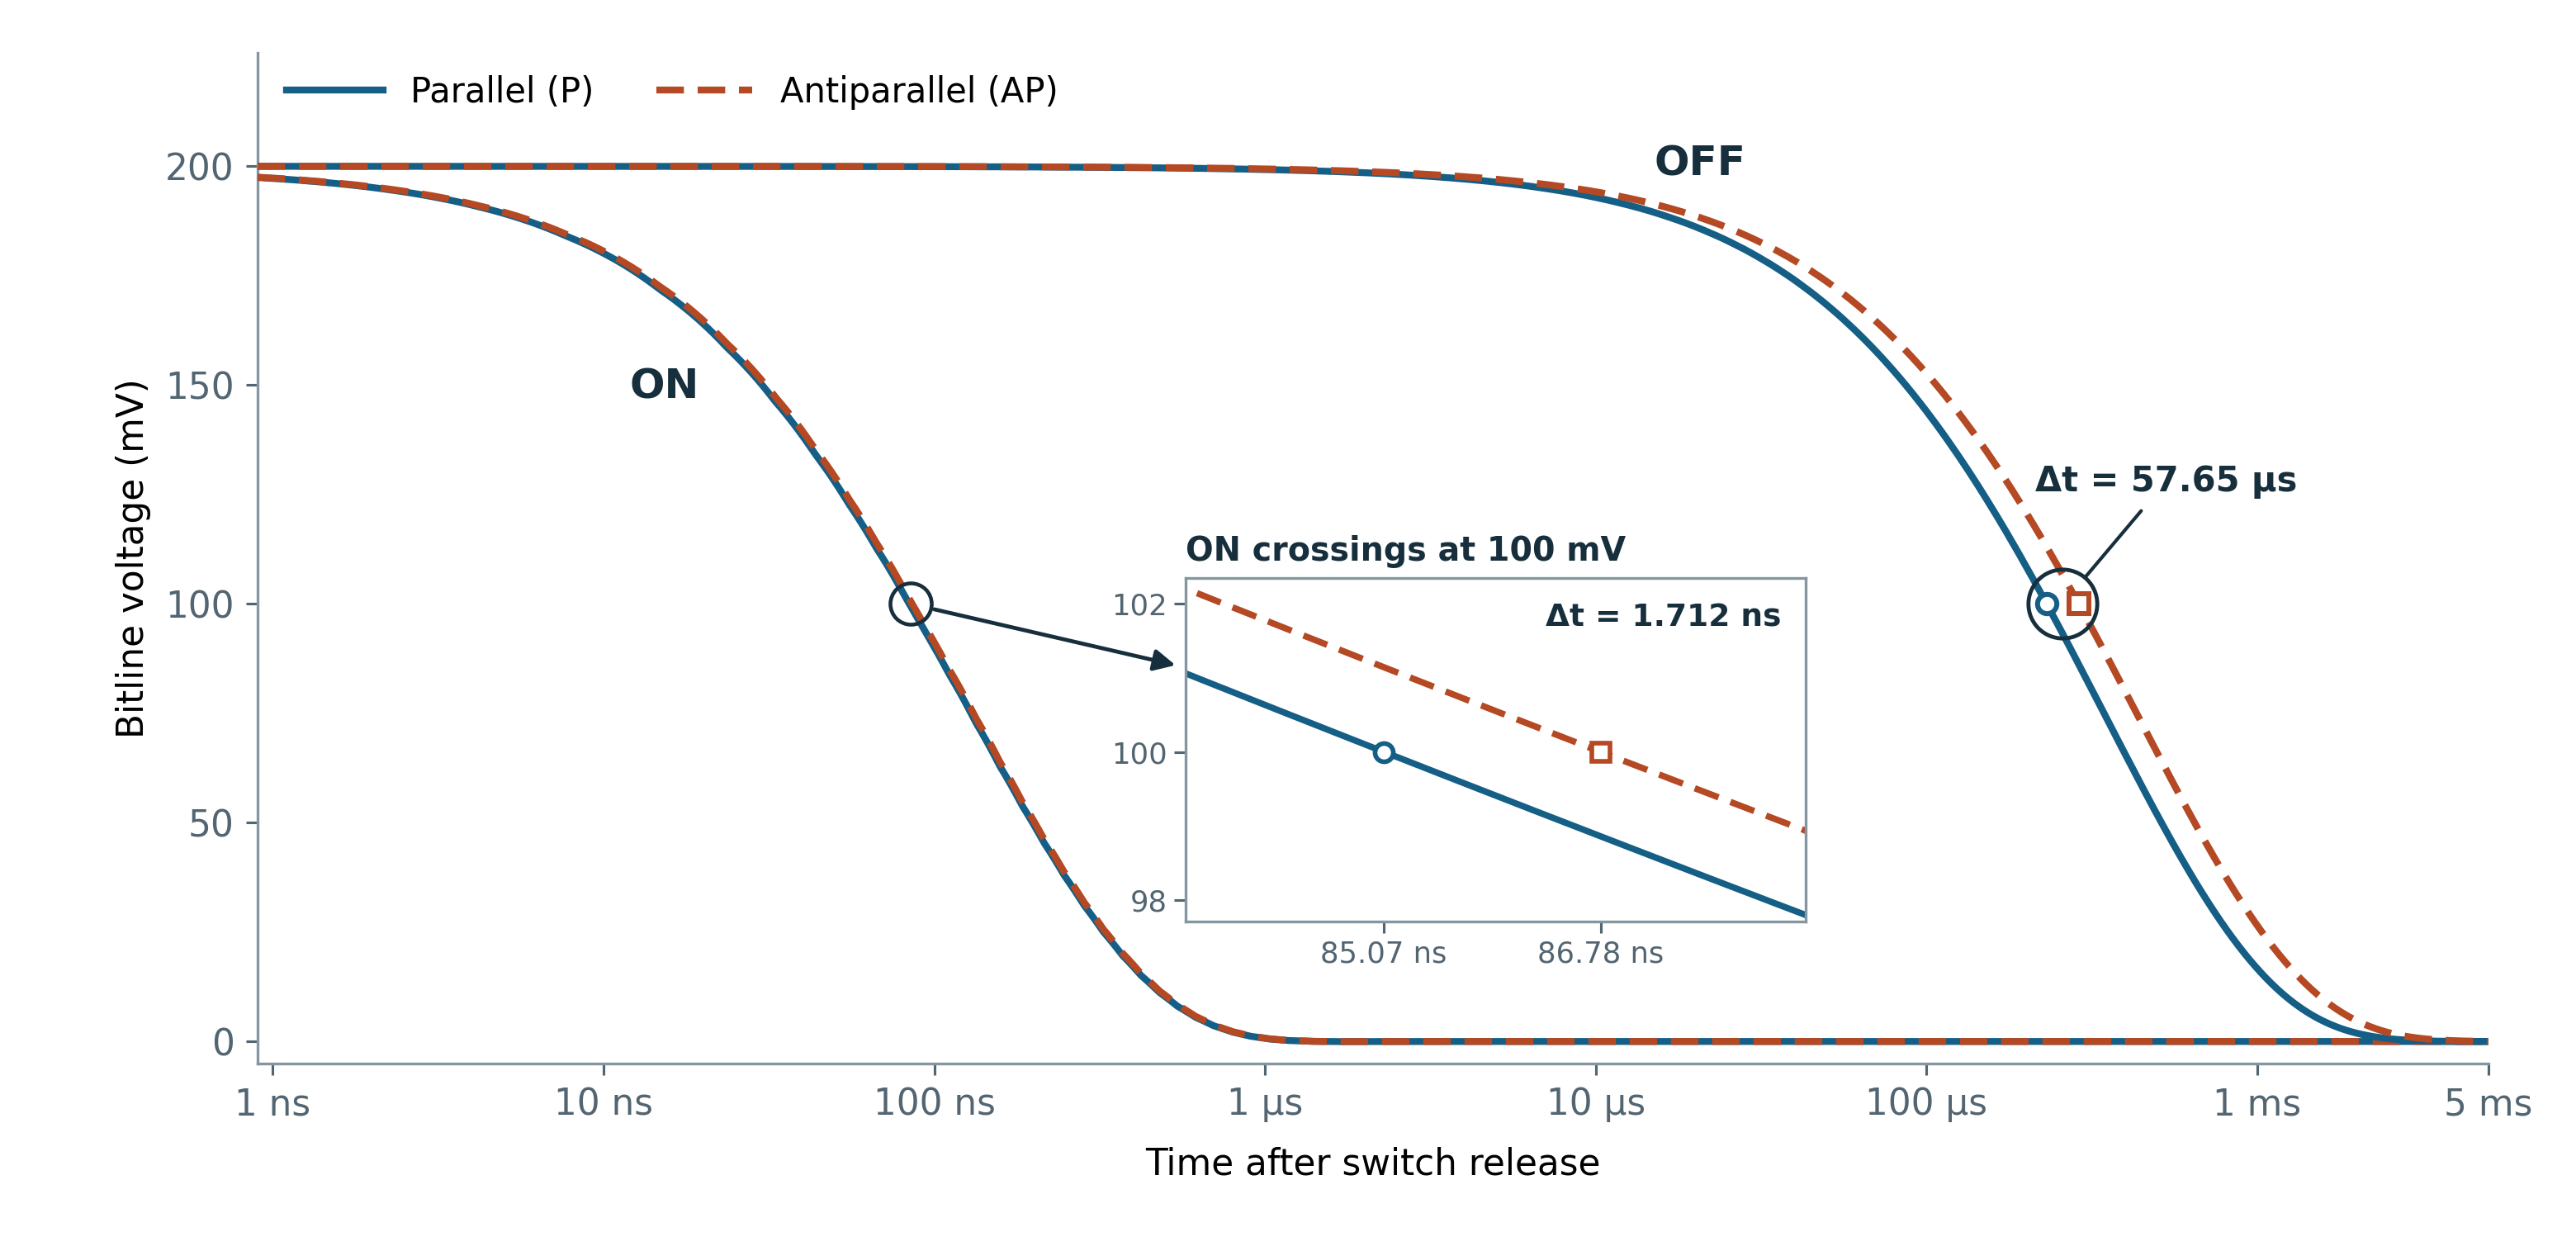 Parallel (P)
Antiparallel (AP)
OFF
ON
Δt = 57.65 μs
ON crossings at 100 mV
Δt = 1.712 ns
102
100
98
85.07 ns
86.78 ns
Bitline voltage (mV)
200
150
100
50
0
1 ns
10 ns
100 ns
1 μs
10 μs
100 μs
1 ms
5 ms
Time after switch release